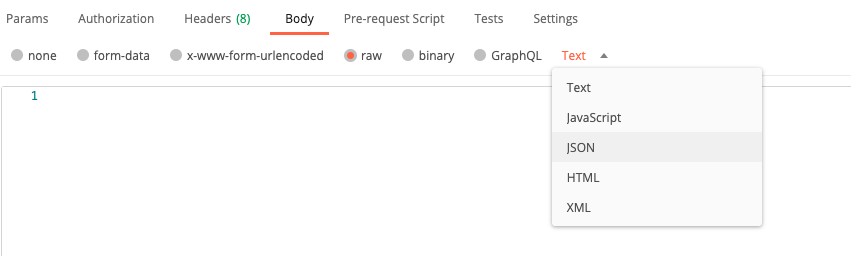 Params Authorization Headers (8) Body Pre-request Script Tests Settings
none form-data x-www-form-urlencoded raw binary GraphQL Text
1
Text
JavaScript
JSON
HTML
XML